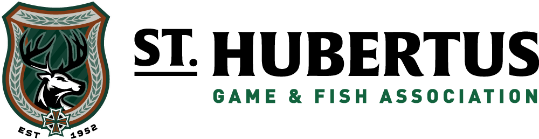 ST. HUBERTUS
GAME & FISH ASSOCIATION
EST 1952